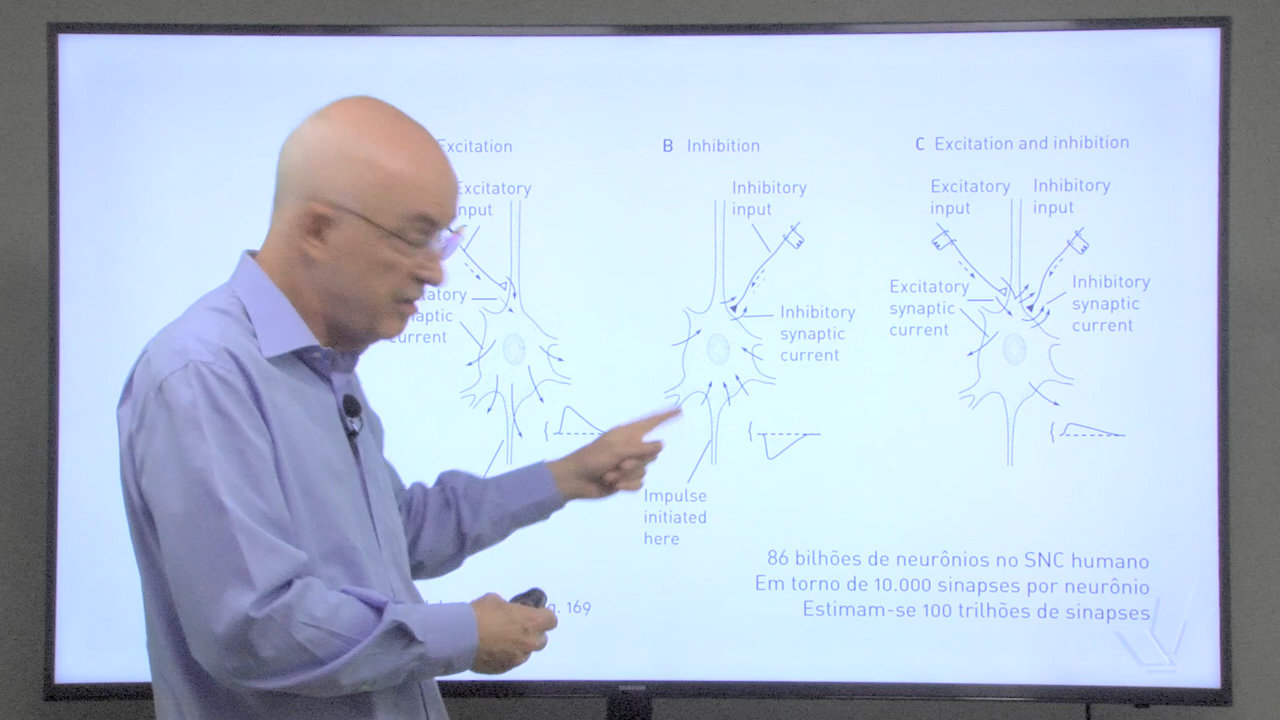 Excitation
Excitatory
input
current
B Inhibition
Inhibitory
input
Inhibitory
synaptic
current
Impulse
initiated
here
C Excitation and inhibition
Excitatory
input
Inhibitory
input
Excitatory
synaptic
current
Inhibitory
synaptic
current
86 bilhões de neurônios no SNC humano
Em torno de 10.000 sinapses por neurônio
Estimam-se 100 trilhões de sinapses
169